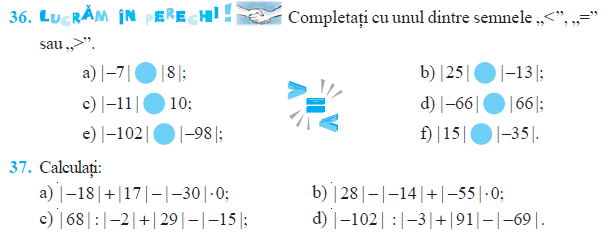 36. LUCRĂM ÎN PERECHI! Completați cu unul dintre semnele „<”, „=”
sau „>”.
a) |–7| |8|; b) |25| |–13|;
c) |–11| 10; d) |–66| |66|;
e) |–102| |–98|; f) |15| |–35|.
> = <
37. Calculați:
a) |–18|+|17|–|–30|·0; b) |28|–|–14|+|–55|·0;
c) |68|:|–2|+|29|–|–15|; d) |–102| :|–3|+|91|–|–69|.